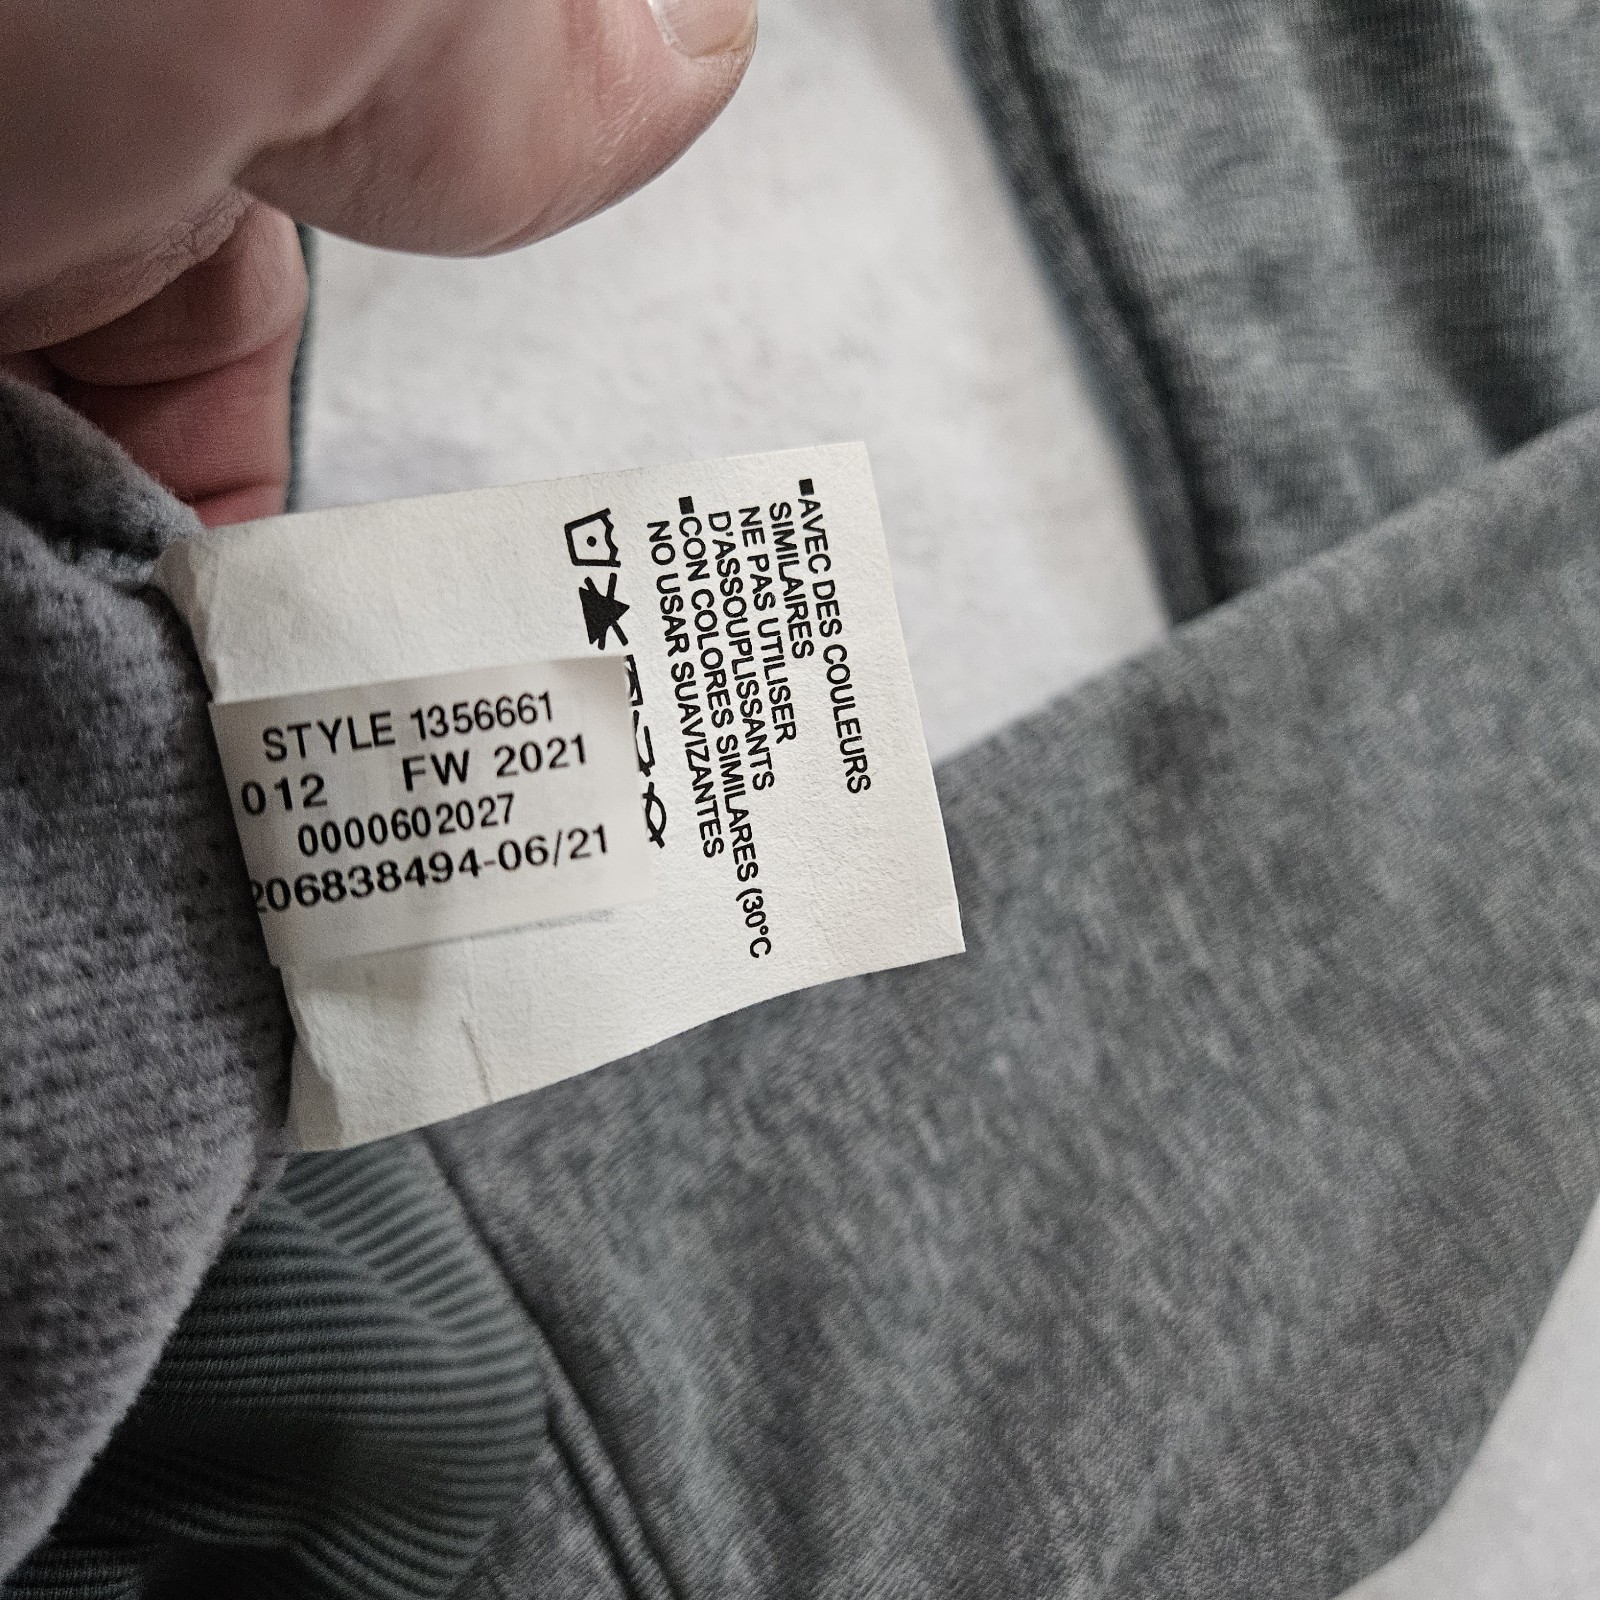 ■AVEC DES COULEURS
SIMILAIRES
NE PAS UTILISER
D'ASSOUPLISSANTS
■CON COLORES SIMILARES (30°C
NO USAR SUAVIZANTES
STYLE 1356661
012 FW 2021
0000602027
206838494-06/21